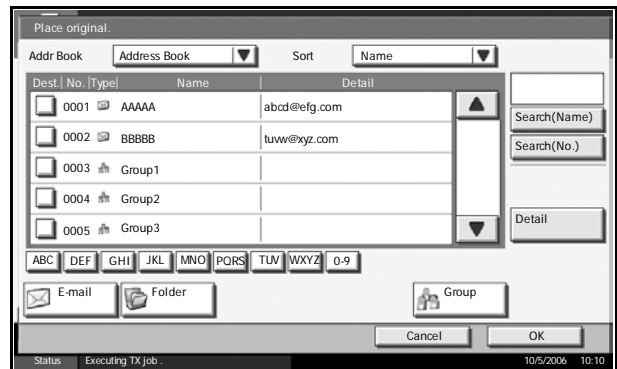 Place original.
Addr Book Address Book Sort Name
Dest. No. Type Name Detail
0001 AAAAA abcd@efg.com
Search(Name)
0002 BBBBB tuvw@xyz.com
Search(No.)
0003 Group1
0004 Group2
Detail
0005 Group3
ABC DEF GHI JKL MNO PQRS TUV WXYZ 0-9
E-mail Folder Group
Cancel OK
Status Executing TX job . 10/5/2006 10:10